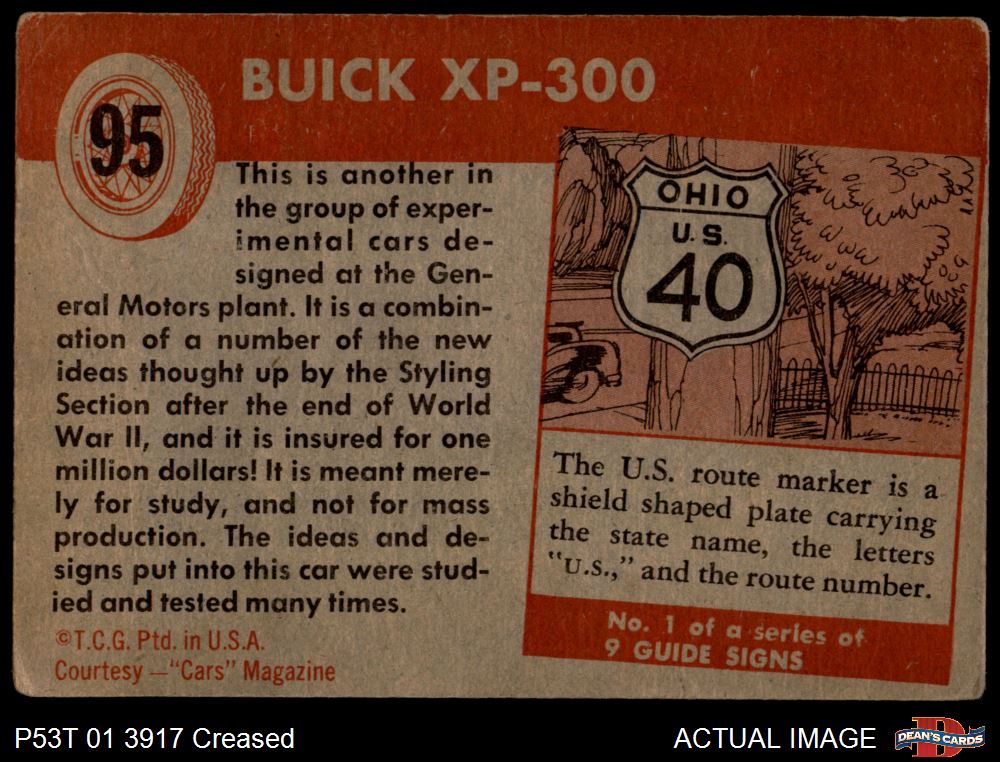 95
BUICK XP-300
This is another in
the group of exper-
imental cars de-
signed at the Gen-
eral Motors plant. It is a combin-
ation of a number of the new
ideas thought up by the Styling
Section after the end of World
War II, and it is insured for one
million dollars! It is meant mere-
ly for study, and not for mass
production. The ideas and de-
signs put into this car were stud-
ied and tested many times.
©T.C.G. Ptd. in U.S.A.
Courtesy —"Cars" Magazine
OHIO
U.S.
40
The U.S. route marker is a
shield shaped plate carrying
the state name, the letters
"U.S.," and the route number.
No. 1 of a series of
9 GUIDE SIGNS
P53T 01 3917 Creased
ACTUAL IMAGE
D
DEAN'S CARDS